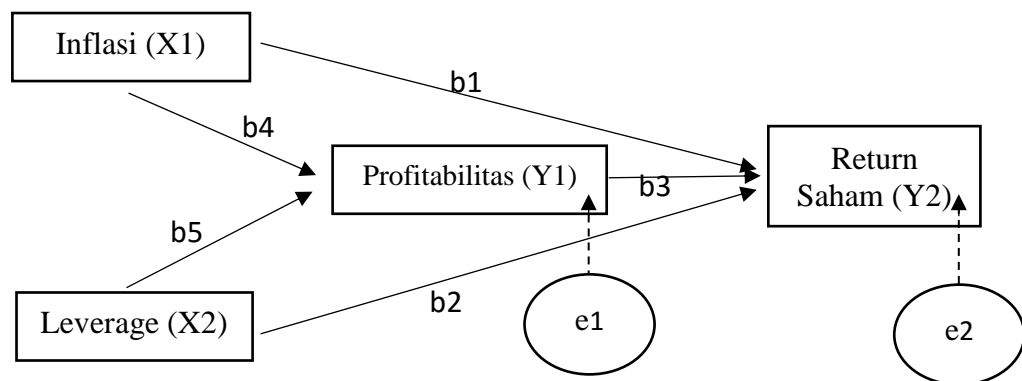 Inflasi (X1)
b1
b4
Profitabilitas (Y1)
b3
Return
Saham (Y2)
b5
b2
Leverage (X2)
e1
e2